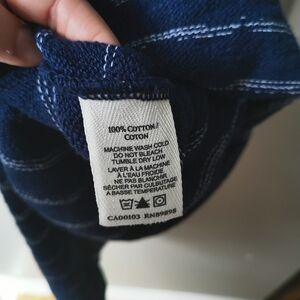 100% COTTON/
COTON
MACHINE WASH COLD
DO NOT BLEACH
TUMBLE DRY LOW
LAVER À LA MACHINE
À L'EAU FROIDE
NE PAS BLANCHIR
SÉCHER PAR CULBUTAGE
A BASSE TEMPÉRATURE
CA00103 RN89898